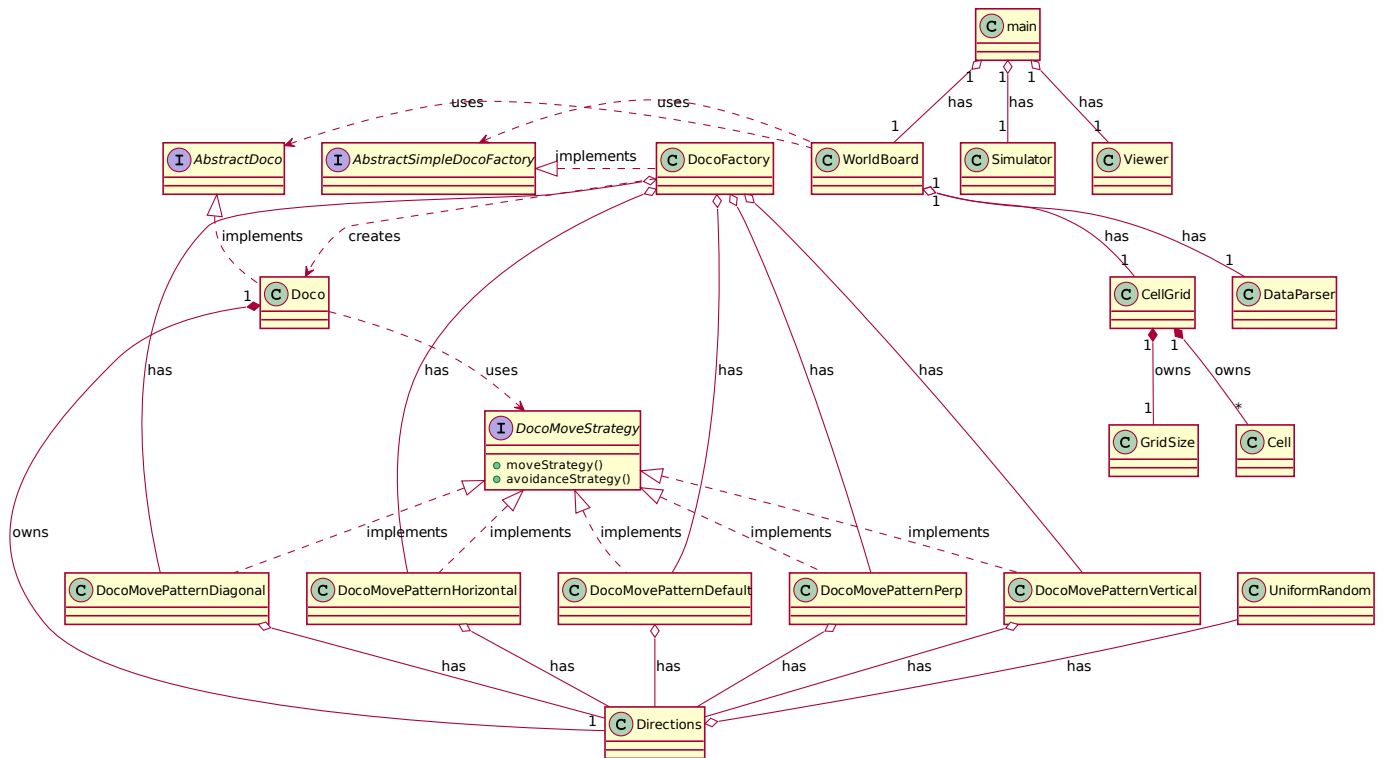 C main
1 1 1
has has has
uses uses
1 1 1
I AbstractDoco
I AbstractSimpleDocoFactory
implements
C DocoFactory
C WorldBoard
C Simulator
C Viewer
1
1
implements
creates
has
has
1
1
1
C Doco
C CellGrid
C DataParser
1
1
has
uses
has
has
has
has
owns
owns
1
*
I DocoMoveStrategy
moveStrategy()
avoidanceStrategy()
C GridSize
C Cell
owns
implements
implements
implements
implements
implements
C DocoMovePatternDiagonal
C DocoMovePatternHorizontal
C DocoMovePatternDefault
C DocoMovePatternPerp
C DocoMovePatternVertical
C UniformRandom
has
has
has
has
has
has
1
C Directions